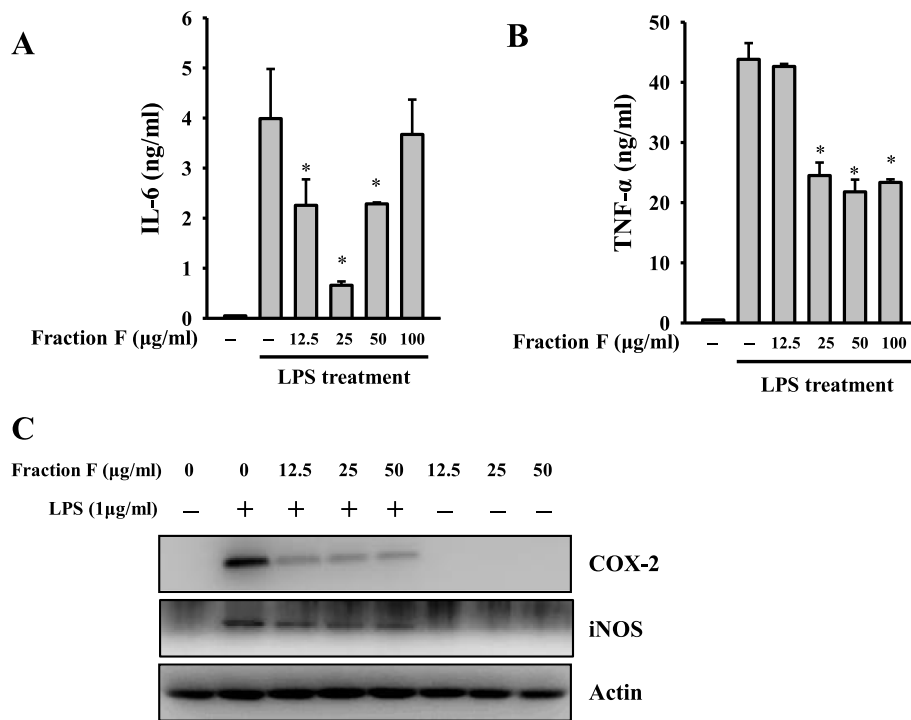 A
IL-6 (ng/ml)
6
5
4
3
2
1
0
* * *
Fraction F (μg/ml) – – 12.5 25 50 100
LPS treatment
B
TNF-α (ng/ml)
50
40
30
20
10
0
* * *
Fraction F (μg/ml) – – 12.5 25 50 100
LPS treatment
C
Fraction F (μg/ml) 0 0 12.5 25 50 12.5 25 50
LPS (1μg/ml) – + + + + – – –
COX-2
iNOS
Actin